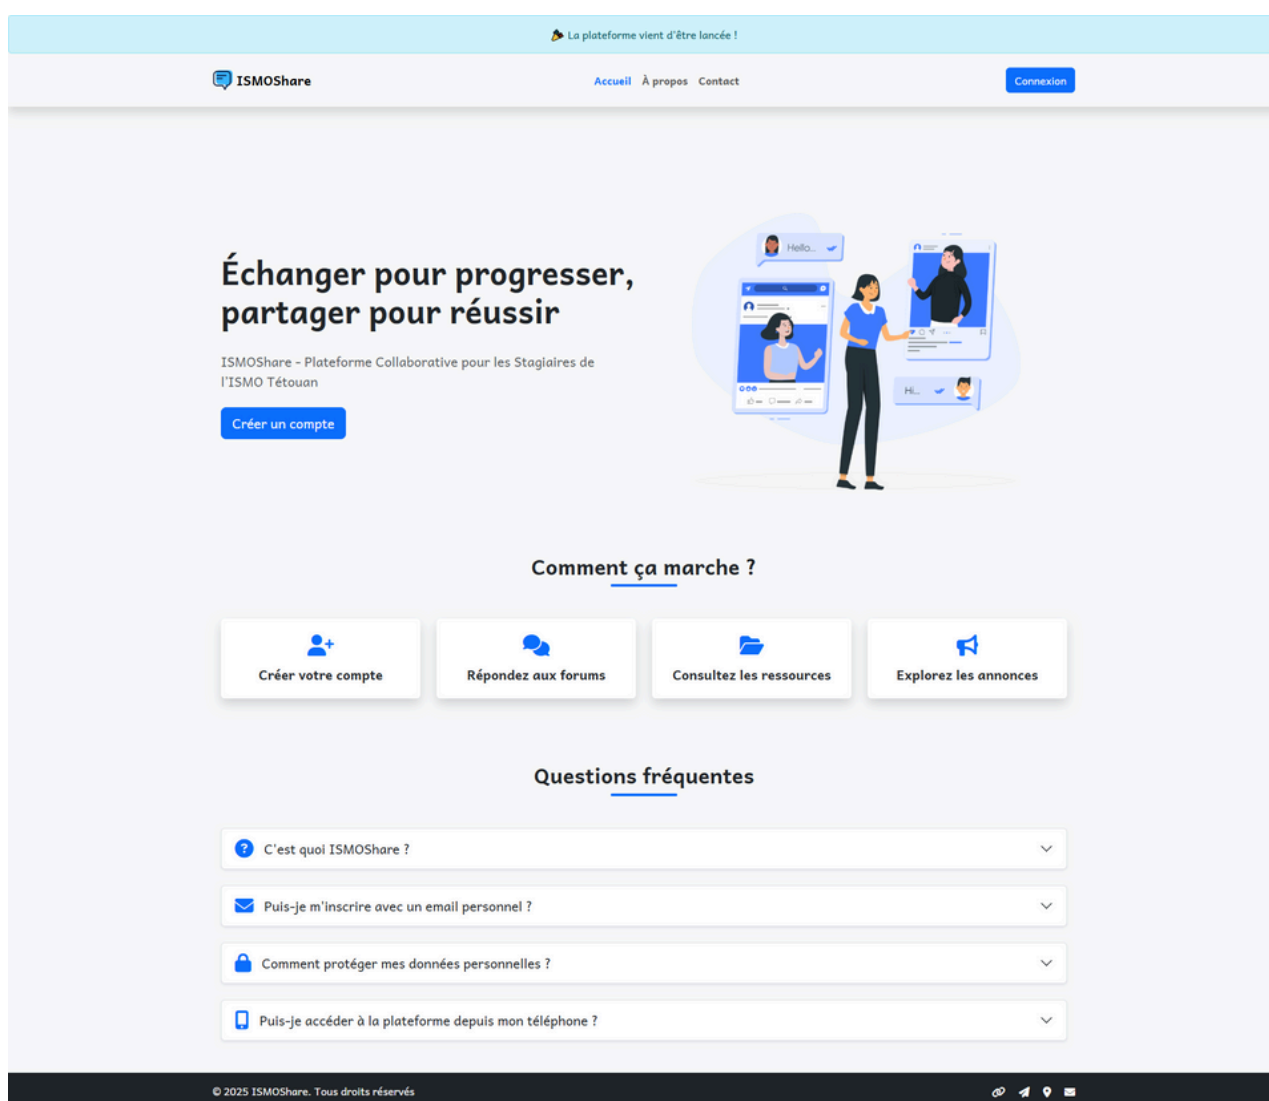 La plateforme vient d'être lancée !
ISMOShare
Accueil À propos Contact
Connexion
Échanger pour progresser,
partager pour réussir
ISMOShare - Plateforme Collaborative pour les Stagiaires de
l'ISMO Tétouan
Créer un compte
Hello...
Hi...
Comment ça marche ?
Créer votre compte
Répondez aux forums
Consultez les ressources
Explorez les annonces
Questions fréquentes
C'est quoi ISMOShare ?
Puis-je m'inscrire avec un email personnel ?
Comment protéger mes données personnelles ?
Puis-je accéder à la plateforme depuis mon téléphone ?
© 2025 ISMOShare. Tous droits réservés